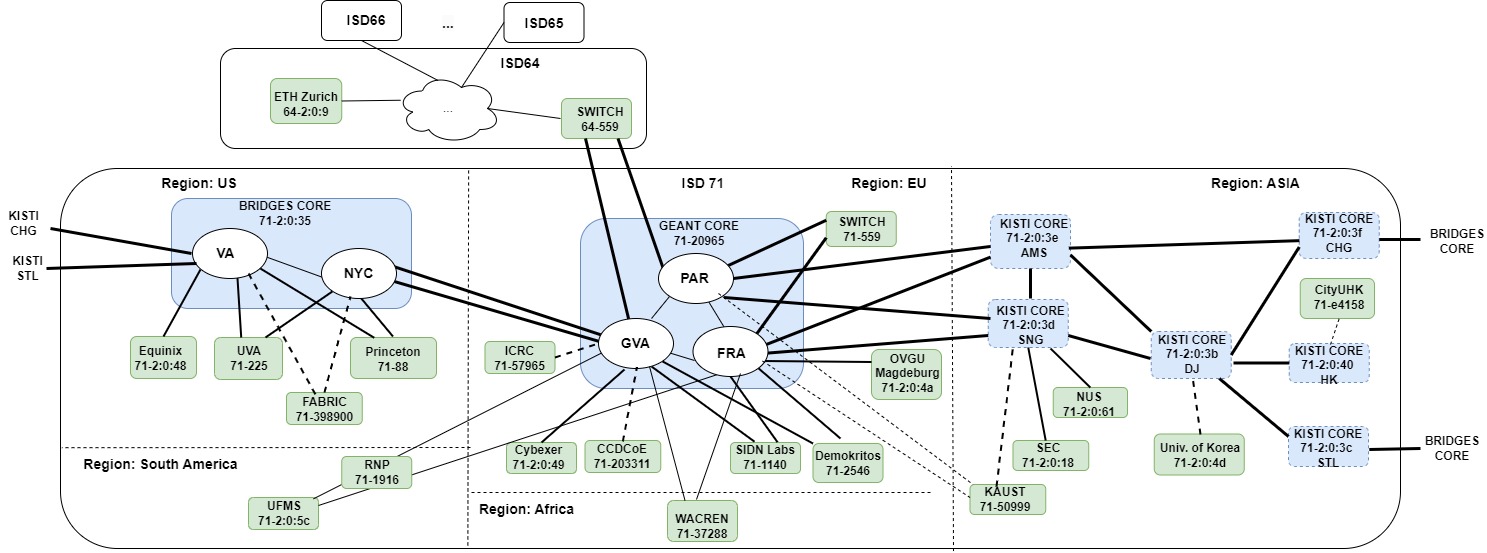 ISD66
...
ISD65
ISD64
ETH Zurich
64-2:0:9
...
SWITCH
64-559
Region: US
ISD 71
Region: EU
Region: ASIA
KISTI
CHG
KISTI
STL
BRIDGES CORE
71-2:0:35
VA
NYC
Equinix
71-2:0:48
UVA
71-225
Princeton
71-88
FABRIC
71-398900
GEANT CORE
71-20965
PAR
GVA
FRA
SWITCH
71-559
ICRC
71-57965
OVGU
Magdeburg
71-2:0:4a
Cybexer
71-2:0:49
CCDCoE
71-203311
SIDN Labs
71-1140
Demokritos
71-2546
KISTI CORE
71-2:0:3e
AMS
KISTI CORE
71-2:0:3d
SNG
KISTI CORE
71-2:0:3b
DJ
KISTI CORE
71-2:0:3f
CHG
BRIDGES
CORE
CityUHK
71-e4158
KISTI CORE
71-2:0:40
HK
KISTI CORE
71-2:0:3c
STL
BRIDGES
CORE
NUS
71-2:0:61
SEC
71-2:0:18
Univ. of Korea
71-2:0:4d
KAUST
71-50999
Region: South America
RNP
71-1916
UFMS
71-2:0:5c
Region: Africa
WACREN
71-37288